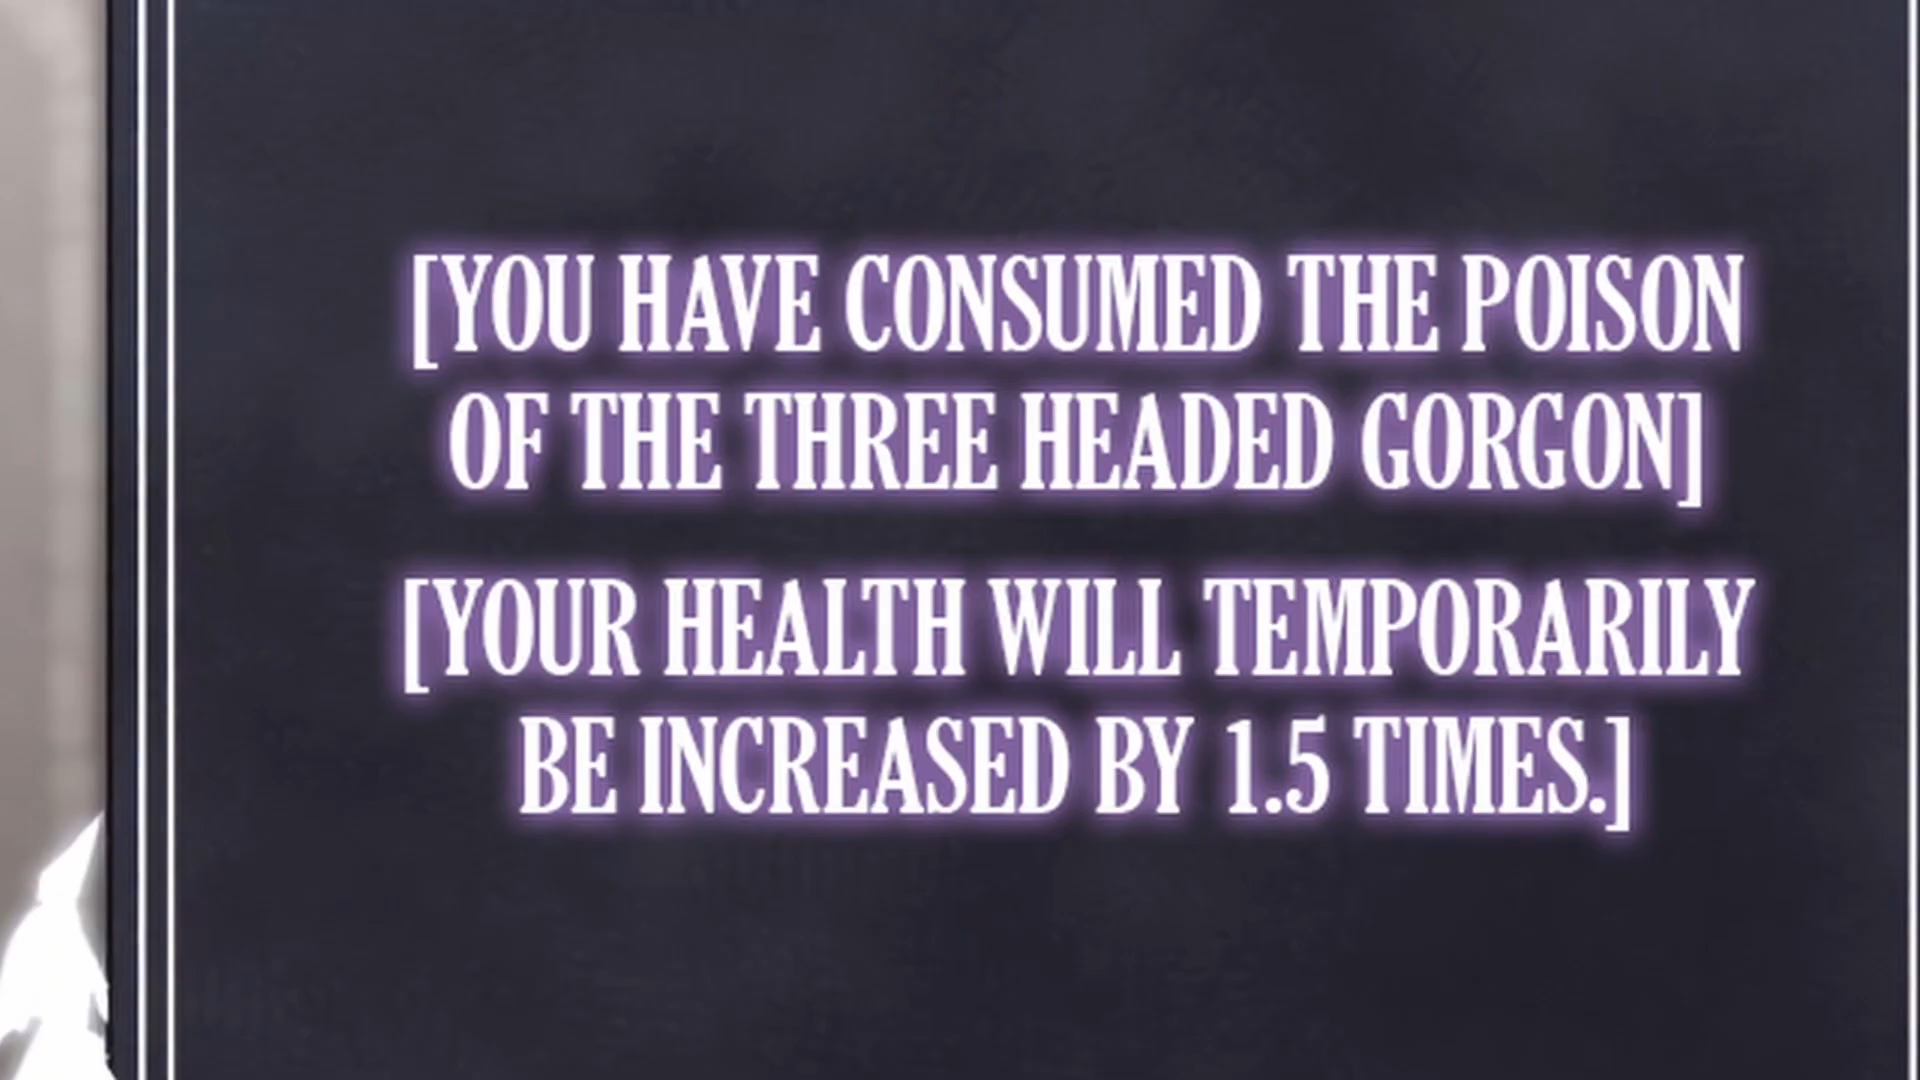 [YOU HAVE CONSUMED THE POISON
OF THE THREE HEADED GORGON]
[YOUR HEALTH WILL TEMPORARILY
BE INCREASED BY 1.5 TIMES.]